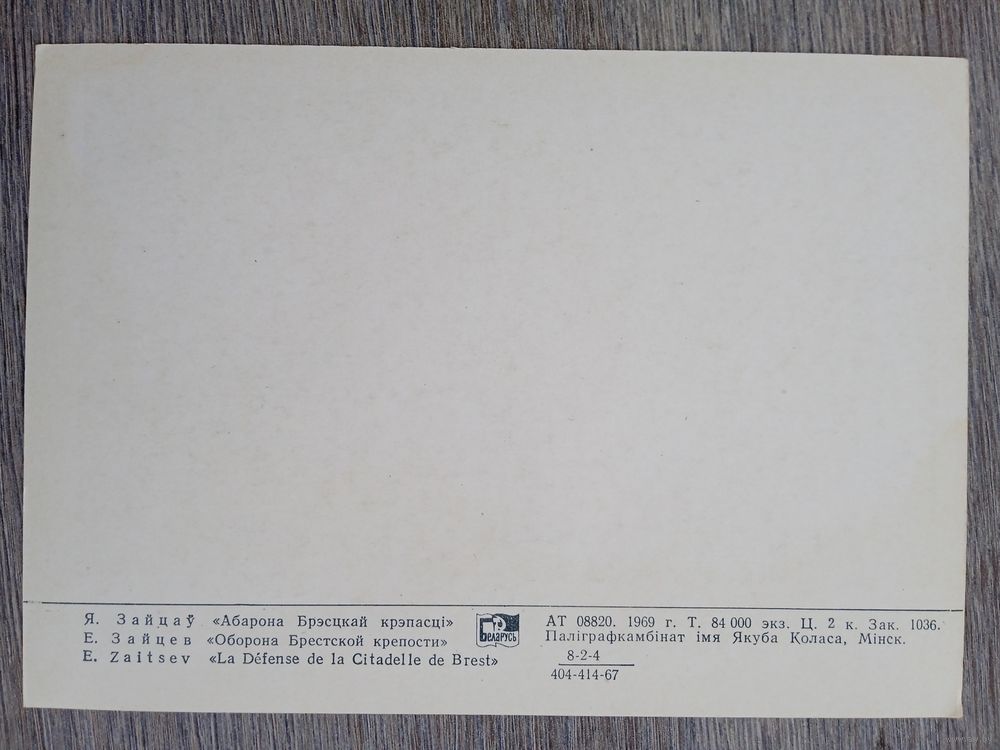 Я. Зайцаў «Абарона Брэсцкай крэпасці»
Е. Зайцев «Оборона Брестской крепости»
E. Zaitsev «La Défense de la Citadelle de Brest»
БЕЛАРУСЬ
АТ 08820. 1969 г. Т. 84 000 экз. Ц. 2 к. Зак. 1036.
Паліграфкамбінат імя Якуба Коласа, Мінск.
8-2-4
404-414-67